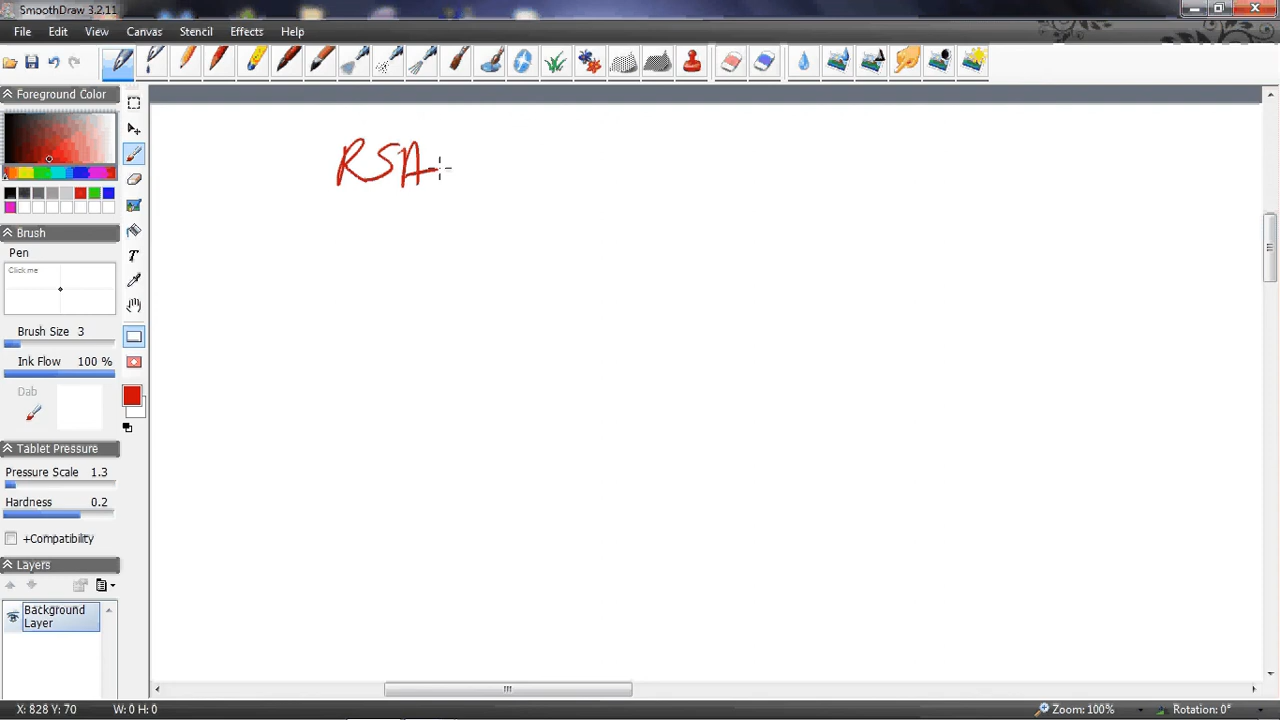 SmoothDraw 3.2.11
File Edit View Canvas Stencil Effects Help
Foreground Color
RSA
Brush
Pen
Click me
Brush Size 3
Ink Flow 100 %
Dab
Tablet Pressure
Pressure Scale 1.3
Hardness 0.2
+Compatibility
Layers
Background
Layer
X: 828 Y: 70 W: 0 H: 0 Zoom: 100% Rotation: 0°